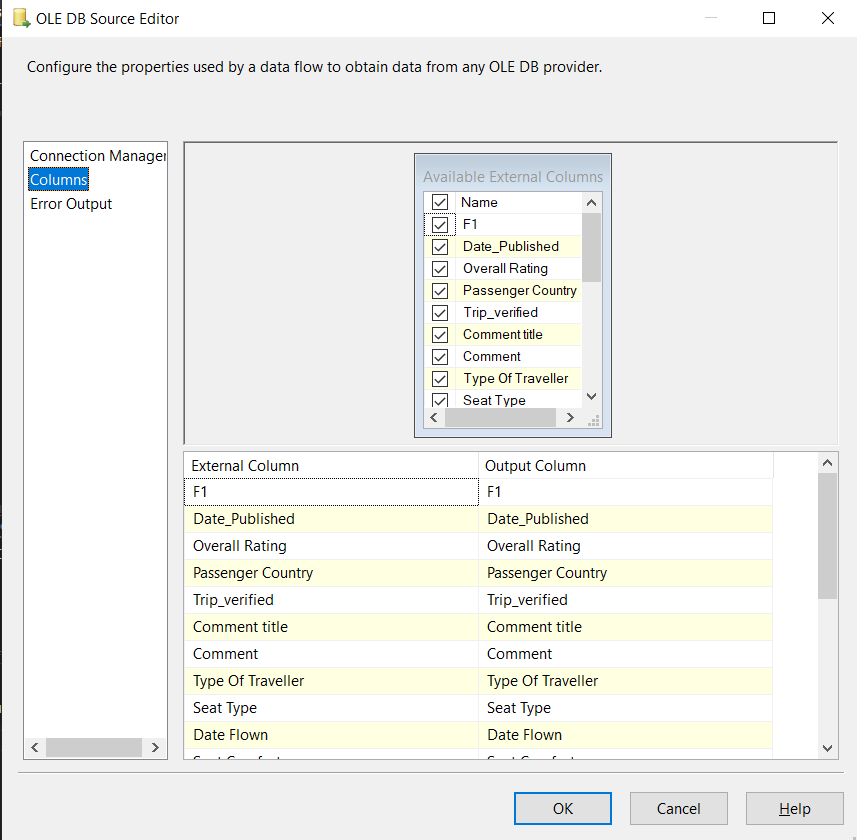 OLE DB Source Editor
Configure the properties used by a data flow to obtain data from any OLE DB provider.
Connection Manager
Columns
Error Output
Available External Columns
Name
F1
Date_Published
Overall Rating
Passenger Country
Trip_verified
Comment title
Comment
Type Of Traveller
Seat Type
External Column Output Column
F1 F1
Date_Published Date_Published
Overall Rating Overall Rating
Passenger Country Passenger Country
Trip_verified Trip_verified
Comment title Comment title
Comment Comment
Type Of Traveller Type Of Traveller
Seat Type Seat Type
Date Flown Date Flown
OK Cancel Help